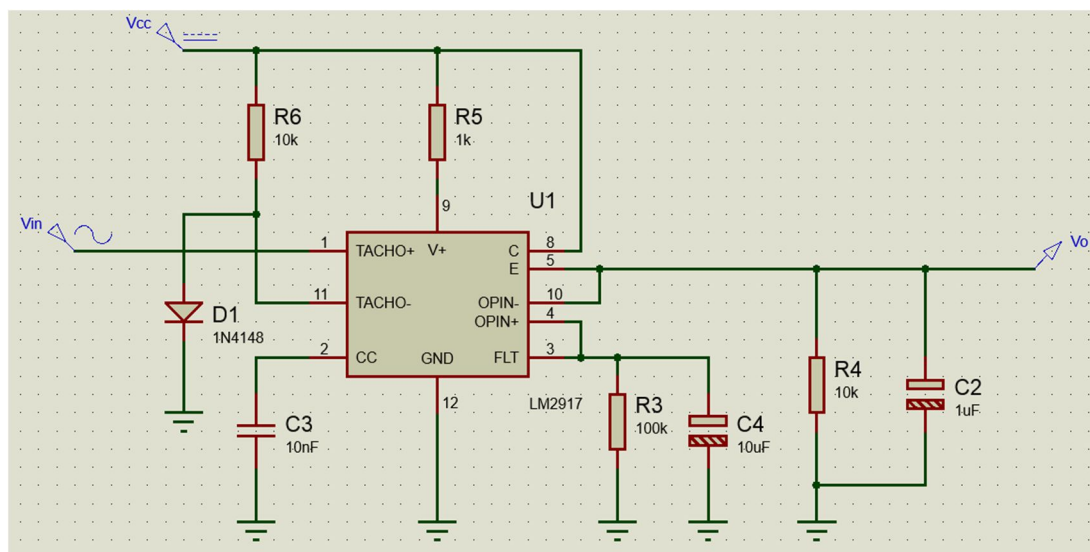 Vcc
R6
10k
R5
1k
9
U1
Vin
1
TACHO+
V+
C
8
E
5
11
TACHO-
OPIN-
10
OPIN+
4
D1
1N4148
2
CC
GND
FLT
3
12
LM2917
C3
10nF
R3
100k
C4
10uF
R4
10k
C2
1uF
Vo